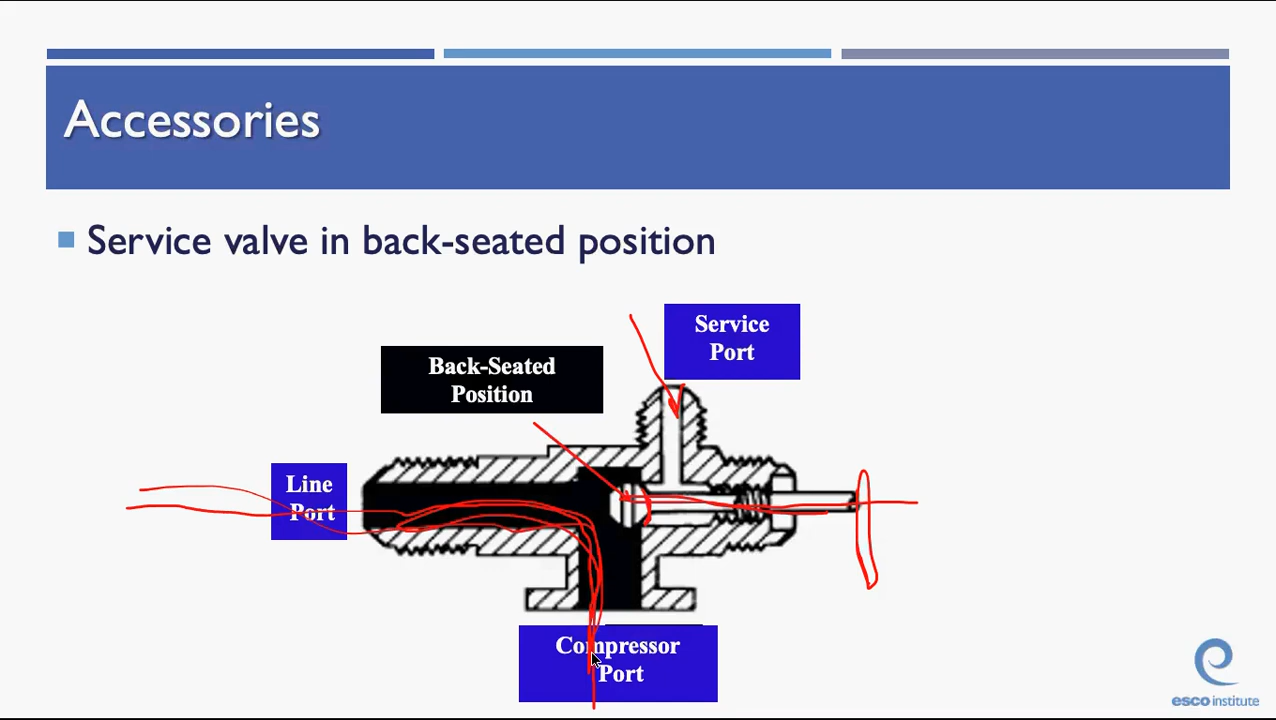 Accessories
Service valve in back-seated position
Service
Port
Back-Seated
Position
Line
Port
Compressor
Port
esco institute